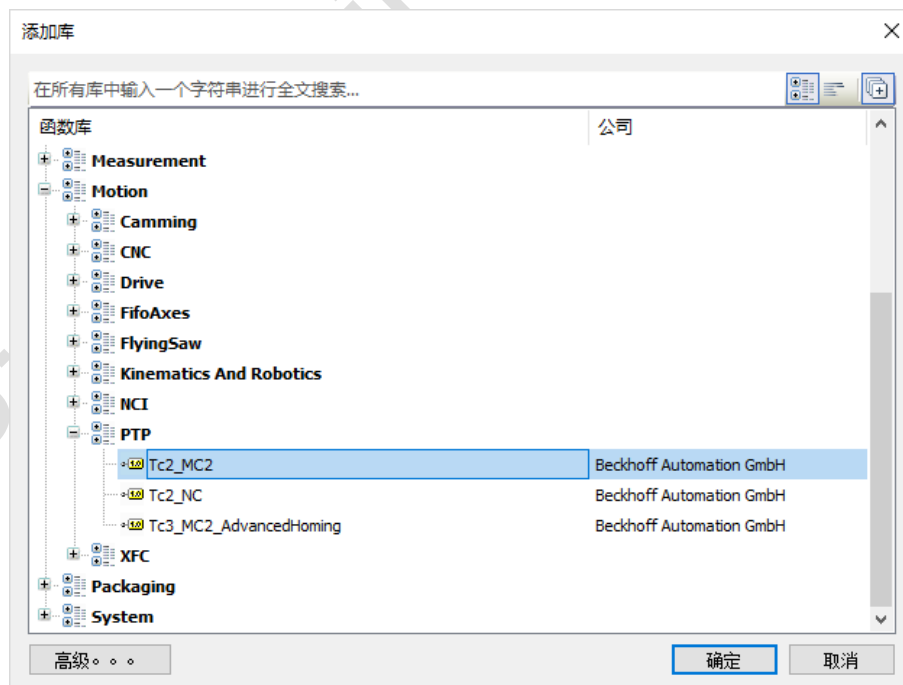 添加库
在所有库中输入一个字符串进行全文搜索...
函数库 公司
Measurement
Motion
Camming
CNC
Drive
FifoAxes
FlyingSaw
Kinematics And Robotics
NCI
PTP
Tc2_MC2 Beckhoff Automation GmbH
Tc2_NC Beckhoff Automation GmbH
Tc3_MC2_AdvancedHoming Beckhoff Automation GmbH
XFC
Packaging
System
高级。。。 确定 取消